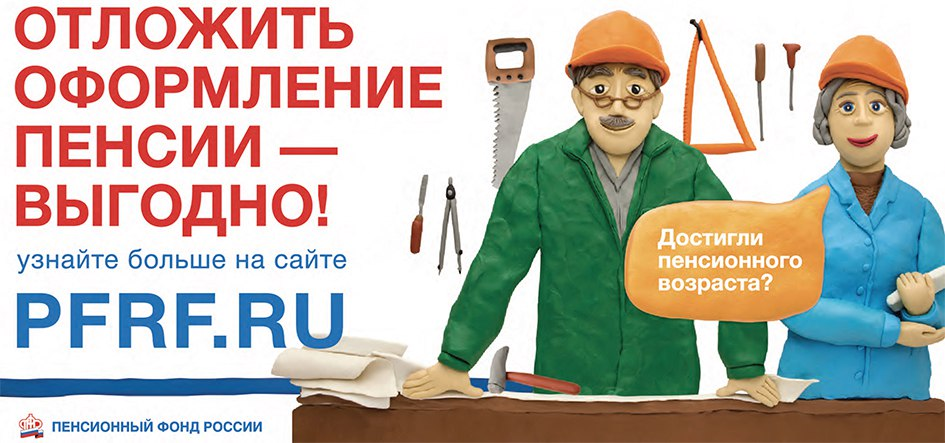 ОТЛОЖИТЬ
ОФОРМЛЕНИЕ
ПЕНСИИ —
ВЫГОДНО!
узнайте больше на сайте
PFRF.RU
ПЕНСИОННЫЙ ФОНД РОССИИ
Достигли
пенсионного
возраста?